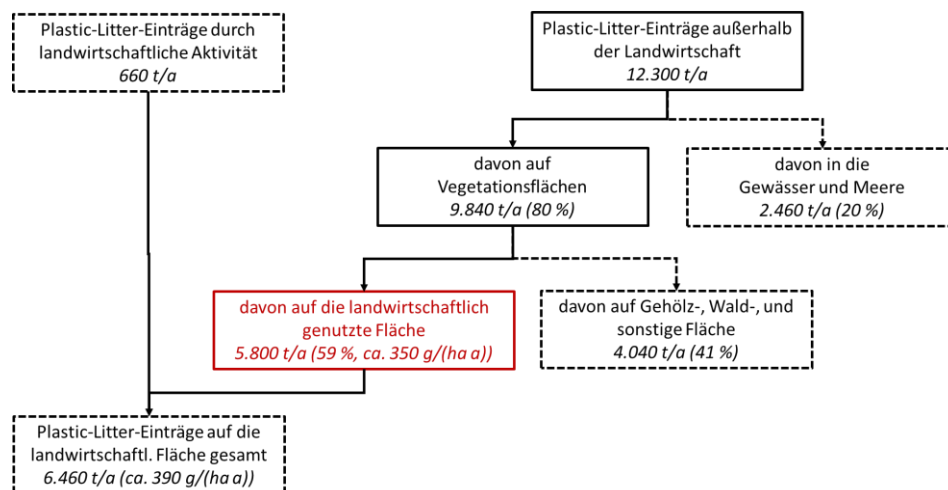 Plastic-Litter-Einträge durch
landwirtschaftliche Aktivität
660 t/a
Plastic-Litter-Einträge außerhalb
der Landwirtschaft
12.300 t/a
davon auf
Vegetationsflächen
9.840 t/a (80 %)
davon in die
Gewässer und Meere
2.460 t/a (20 %)
davon auf die landwirtschaftlich
genutzte Fläche
5.800 t/a (59 %, ca. 350 g/(ha a))
davon auf Gehölz-, Wald-, und
sonstige Fläche
4.040 t/a (41 %)
Plastic-Litter-Einträge auf die
landwirtschaftl. Fläche gesamt
6.460 t/a (ca. 390 g/(ha a))